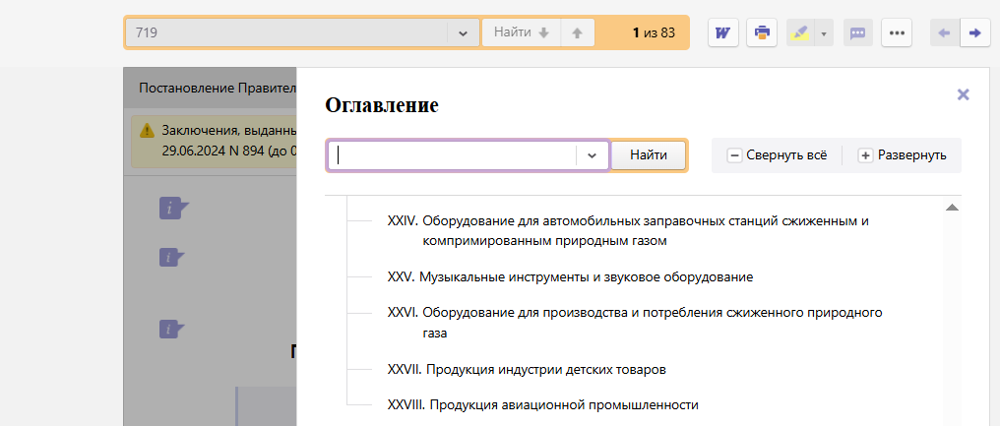 719
Найти
1 из 83
W
Постановление Правител
Оглавление
Заключения, выданны
29.06.2024 N 894 (до 0
Найти
Свернуть всё
Развернуть
i
XXIV. Оборудование для автомобильных заправочных станций сжиженным и
компримированным природным газом
i
XXV. Музыкальные инструменты и звуковое оборудование
XXVI. Оборудование для производства и потребления сжиженного природного
газа
i
XXVII. Продукция индустрии детских товаров
XXVIII. Продукция авиационной промышленности